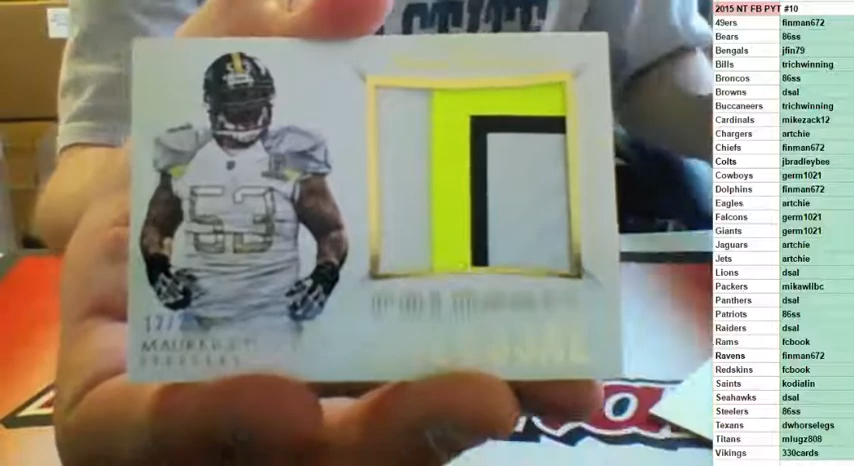 2015 NT FB PYT #10
49ers finman672
Bears 86ss
Bengals jfin79
Bills trichwinning
Broncos 86ss
Browns dsal
Buccaneers trichwinning
Cardinals mikezack12
Chargers artchie
Chiefs finman672
Colts jbradleybee
Cowboys germ1021
Dolphins finman672
Eagles artchie
Falcons germ1021
Giants germ1021
Jaguars artchie
Jets artchie
Lions dsal
Packers mikawllbc
Panthers dsal
Patriots 86ss
Raiders dsal
Rams fcbook
Ravens finman672
Redskins fcbook
Saints kodialin
Seahawks dsal
Steelers 86ss
Texans dwhorselegs
Titans mlugz808
Vikings 330cards
53